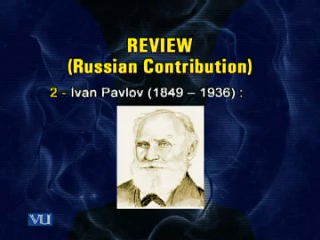 REVIEW
(Russian Contribution)
2 - Ivan Pavlov (1849 – 1936) :
VU